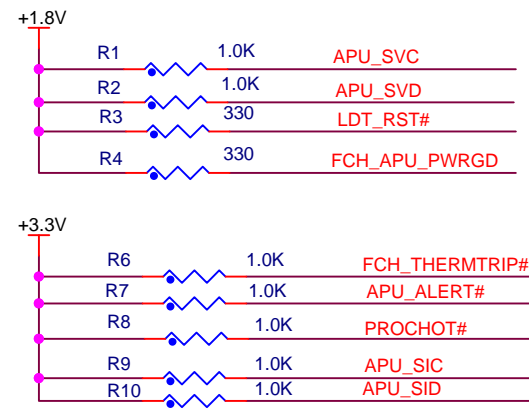 +1.8V
R1 1.0K APU_SVC
R2 1.0K APU_SVD
R3 330 LDT_RST#
R4 330 FCH_APU_PWRGD
+3.3V
R6 1.0K FCH_THERMTRIP#
R7 1.0K APU_ALERT#
R8 1.0K PROCHOT#
R9 1.0K APU_SIC
R10 1.0K APU_SID